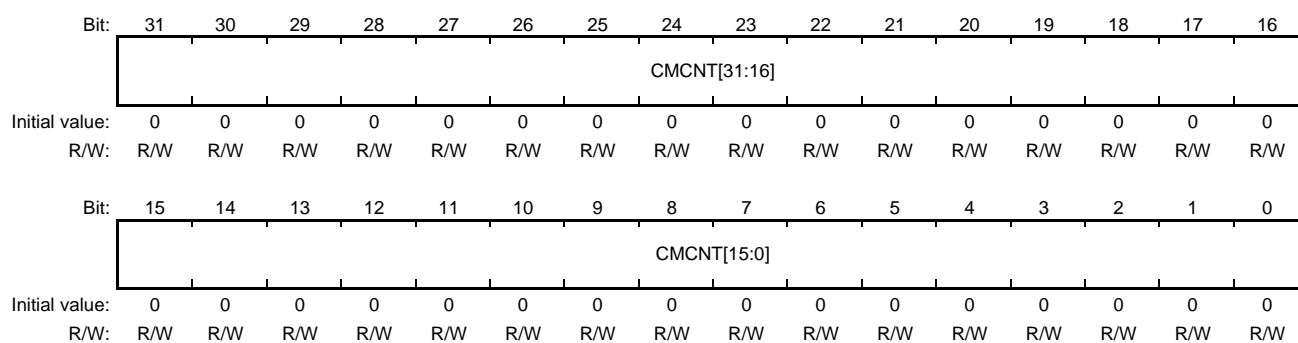 Bit: 31 30 29 28 27 26 25 24 23 22 21 20 19 18 17 16
CMCNT[31:16]
Initial value: 0 0 0 0 0 0 0 0 0 0 0 0 0 0 0 0
R/W: R/W R/W R/W R/W R/W R/W R/W R/W R/W R/W R/W R/W R/W R/W R/W R/W
Bit: 15 14 13 12 11 10 9 8 7 6 5 4 3 2 1 0
CMCNT[15:0]
Initial value: 0 0 0 0 0 0 0 0 0 0 0 0 0 0 0 0
R/W: R/W R/W R/W R/W R/W R/W R/W R/W R/W R/W R/W R/W R/W R/W R/W R/W